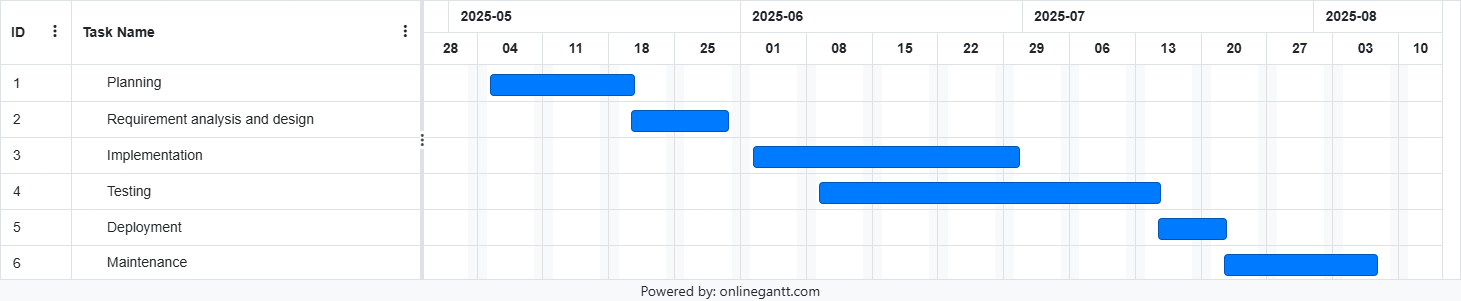 ID Task Name 2025-05 2025-06 2025-07 2025-08
28 04 11 18 25 01 08 15 22 29 06 13 20 27 03 10
1 Planning
2 Requirement analysis and design
3 Implementation
4 Testing
5 Deployment
6 Maintenance
Powered by: onlinegantt.com